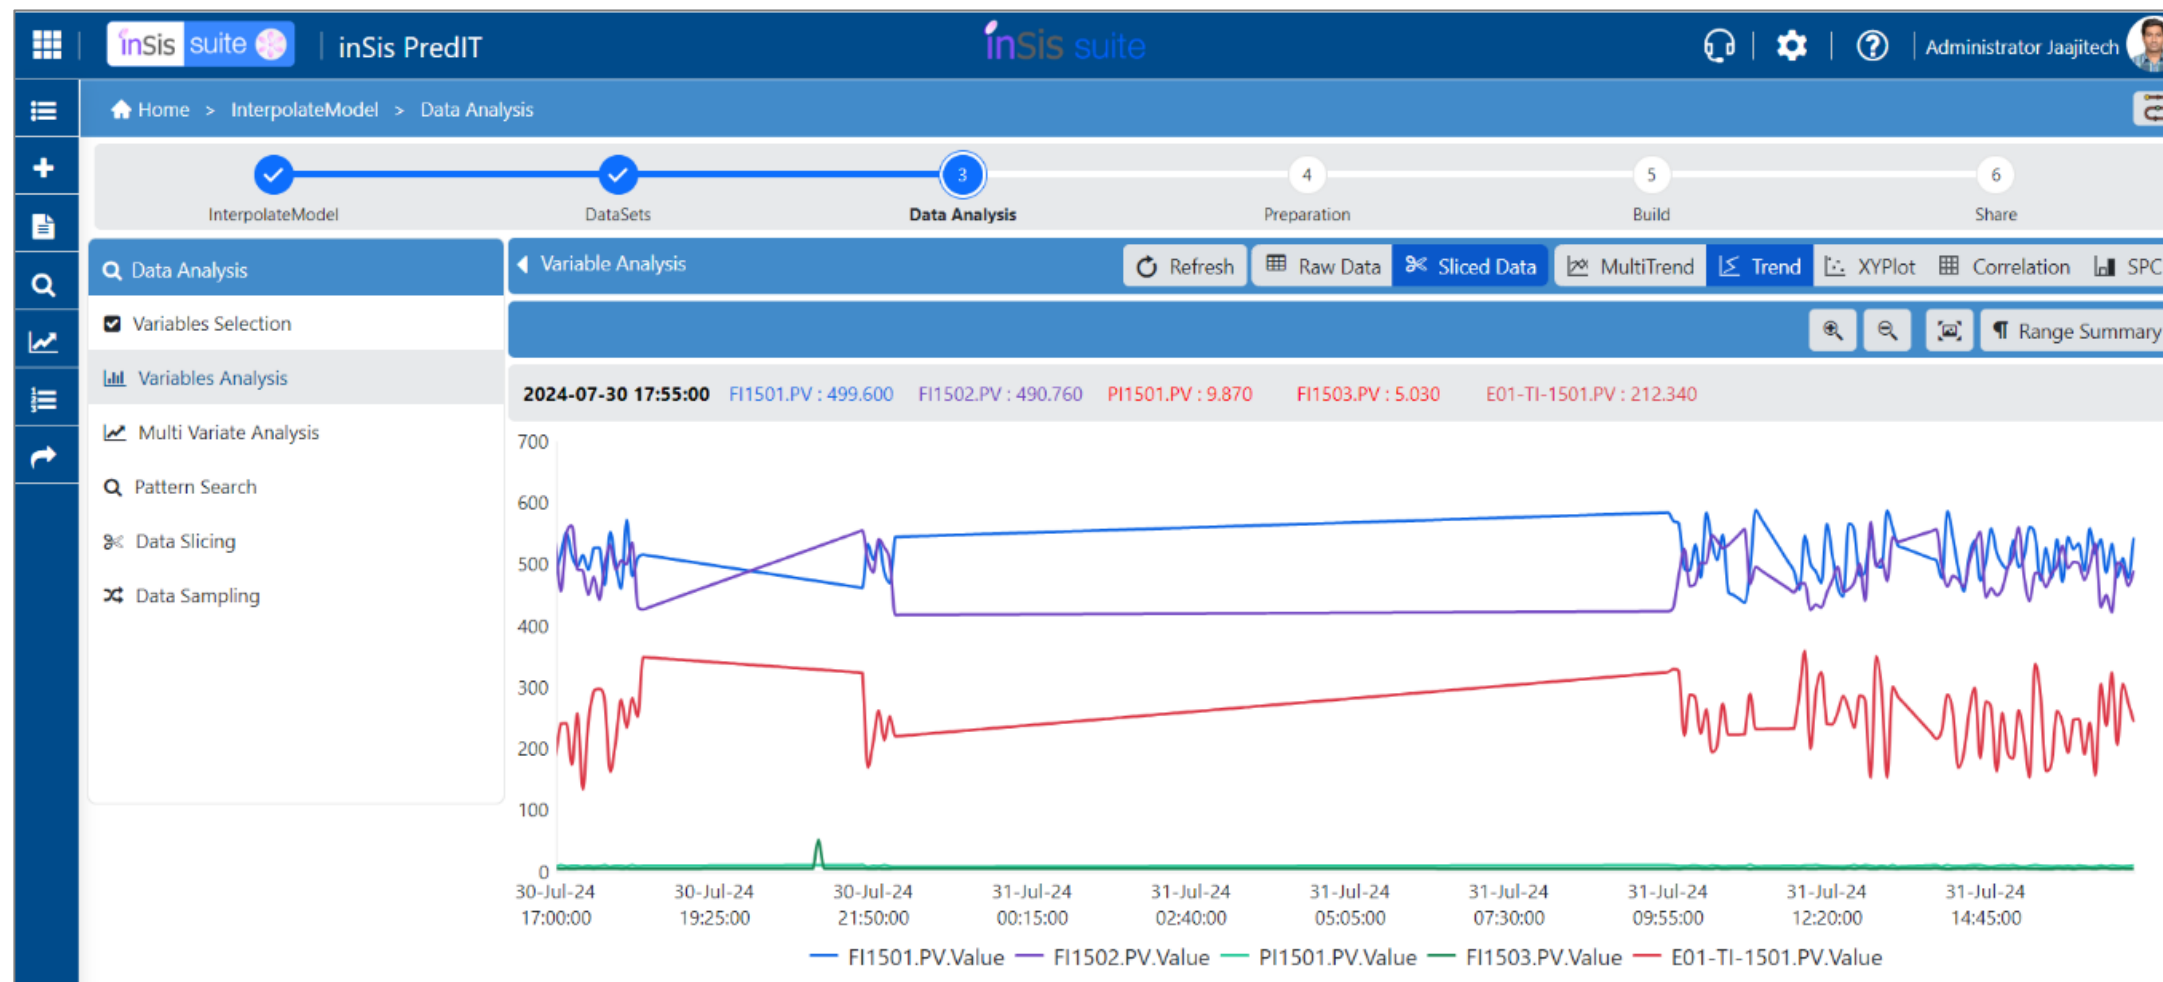 inSis suite | inSis PredIT
inSis suite
Administrator Jaajitech
Home > InterpolateModel > Data Analysis
3
4
5
6
InterpolateModel
DataSets
Data Analysis
Preparation
Build
Share
Data Analysis
Variables Selection
Variables Analysis
Multi Variate Analysis
Pattern Search
Data Slicing
Data Sampling
Variable Analysis
Refresh
Raw Data
Sliced Data
MultiTrend
Trend
XYPlot
Correlation
SPC
Range Summary
2024-07-30 17:55:00 FI1501.PV : 499.600 FI1502.PV : 490.760 PI1501.PV : 9.870 FI1503.PV : 5.030 E01-TI-1501.PV : 212.340
700
600
500
400
300
200
100
0
30-Jul-24 30-Jul-24 30-Jul-24 31-Jul-24 31-Jul-24 31-Jul-24 31-Jul-24 31-Jul-24 31-Jul-24 31-Jul-24
17:00:00 19:25:00 21:50:00 00:15:00 02:40:00 05:05:00 07:30:00 09:55:00 12:20:00 14:45:00
FI1501.PV.Value FI1502.PV.Value PI1501.PV.Value FI1503.PV.Value E01-TI-1501.PV.Value